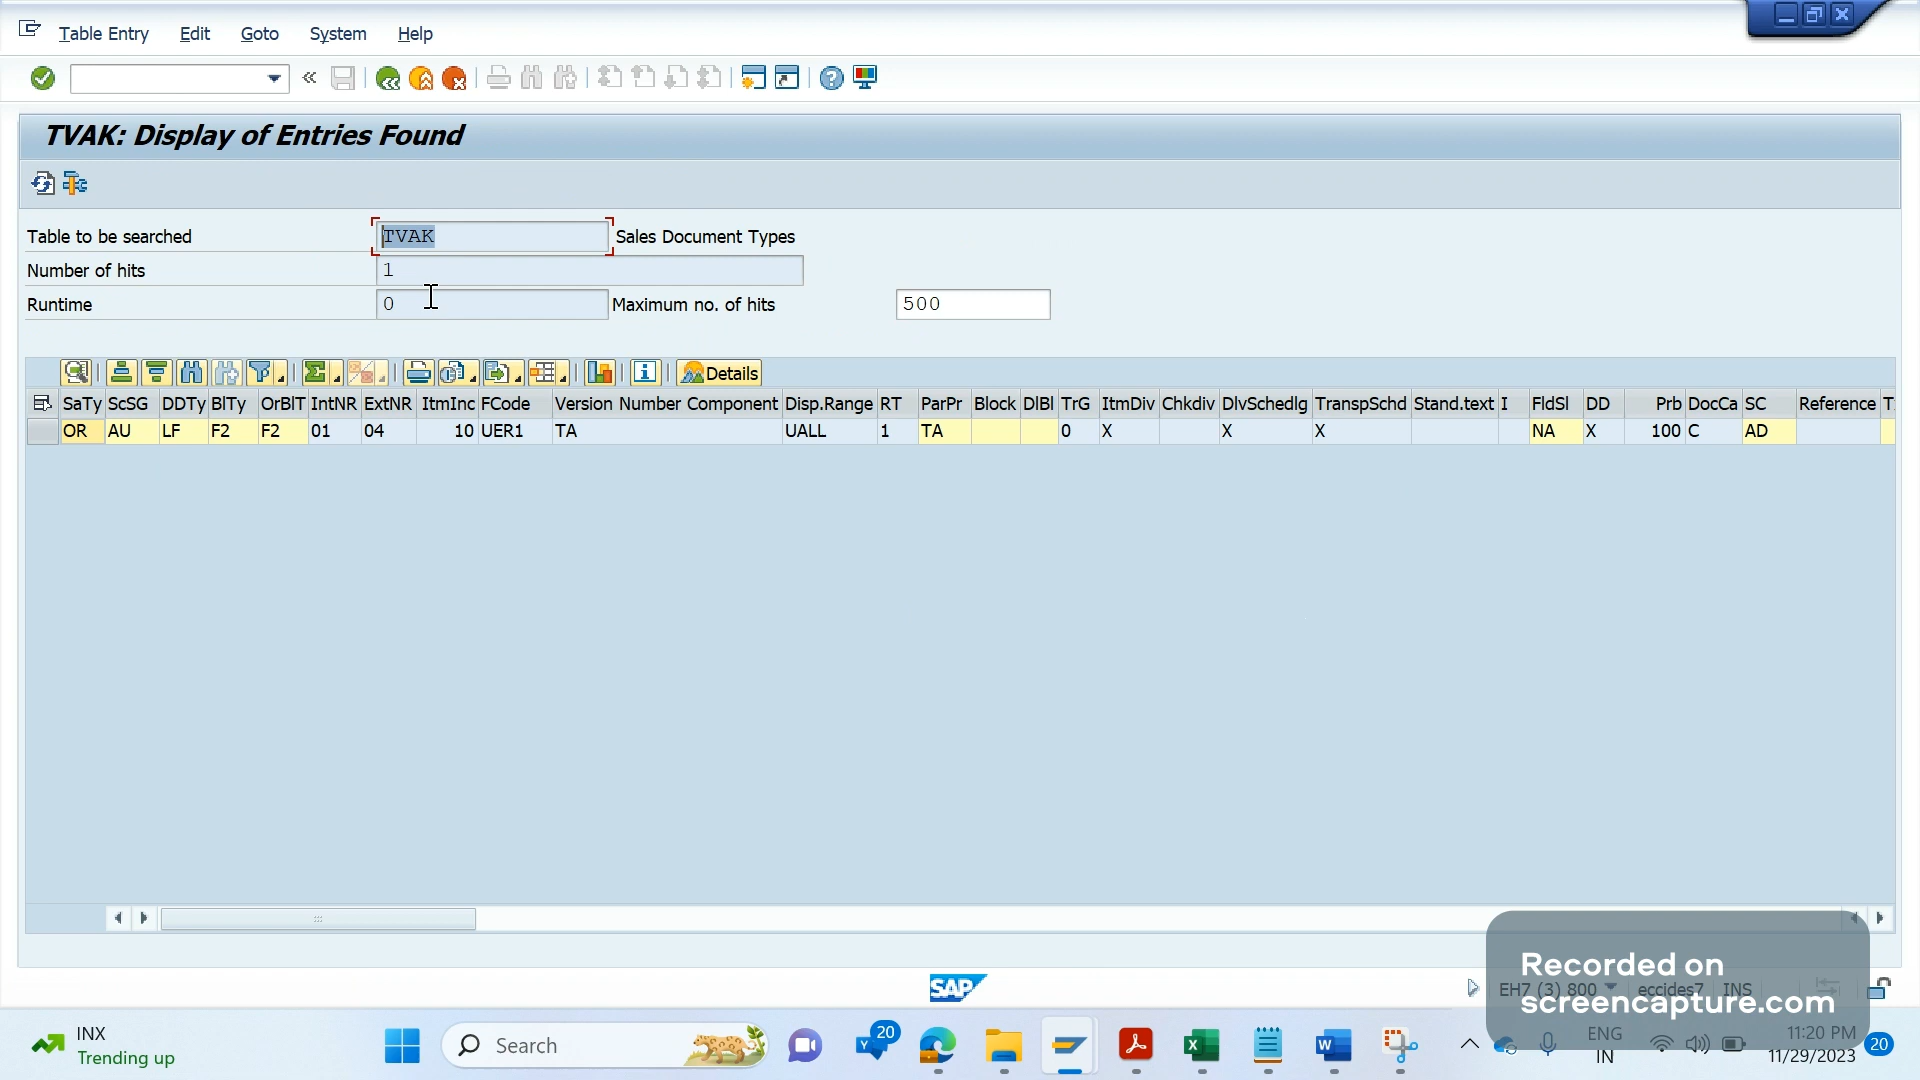 Table Entry Edit Goto System Help
TVAK: Display of Entries Found
Table to be searched TVAK Sales Document Types
Number of hits 1
Runtime 0 Maximum no. of hits 500
Details
SaTy ScSG DDTy BlTy OrBlT IntNR ExtNR ItmInc FCode Version Number Component Disp.Range RT ParPr Block DlBl TrG ItmDiv Chkdiv DlvSchedlg TranspSchd Stand.text I FldSl DD Prb DocCa SC Reference T
OR AU LF F2 F2 01 04 10 UER1 TA UALL 1 TA 0 X X X NA X 100 C AD
SAP
EH7 (3) 800 eccides7 INS
Recorded on
screencapture.com
INX
Trending up
Search
20
ENG
IN
11:20 PM
11/29/2023
20